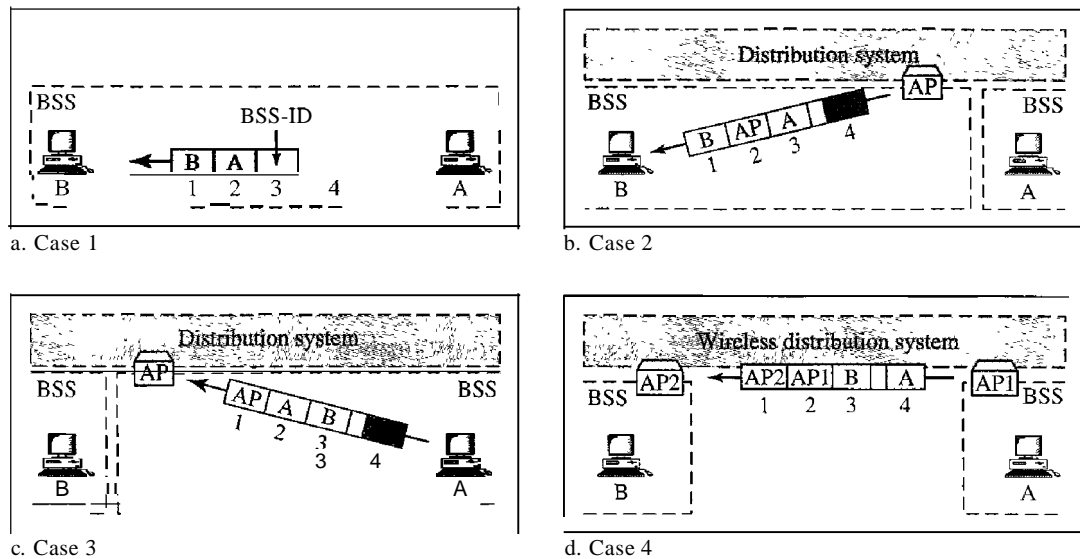 BSS
BSS-ID
B A
B
1 2 3 4
A
a. Case 1
Distribution system
AP
BSS
BSS
B AP A
1 2 3 4
B
A
b. Case 2
Distribution system
AP
BSS
BSS
AP A B
1 2 3 4
3
B
A
c. Case 3
Wireless distribution system
AP2
AP1
BSS
BSS
AP2 AP1 B A
1 2 3 4
B
A
d. Case 4